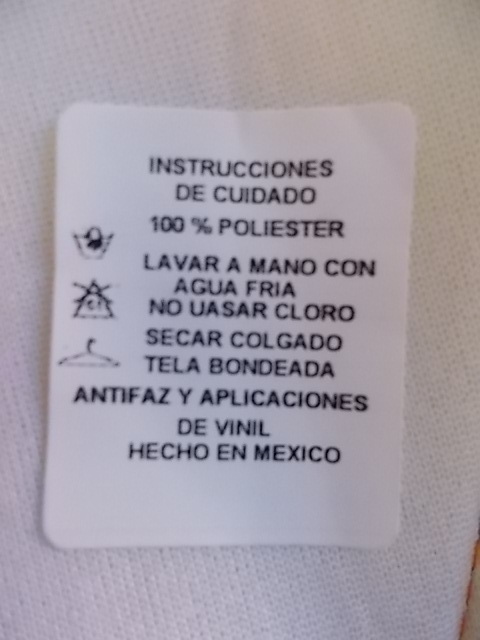 INSTRUCCIONES
DE CUIDADO
100 % POLIESTER
LAVAR A MANO CON
AGUA FRIA
NO UASAR CLORO
SECAR COLGADO
TELA BONDEADA
ANTIFAZ Y APLICACIONES
DE VINIL
HECHO EN MEXICO